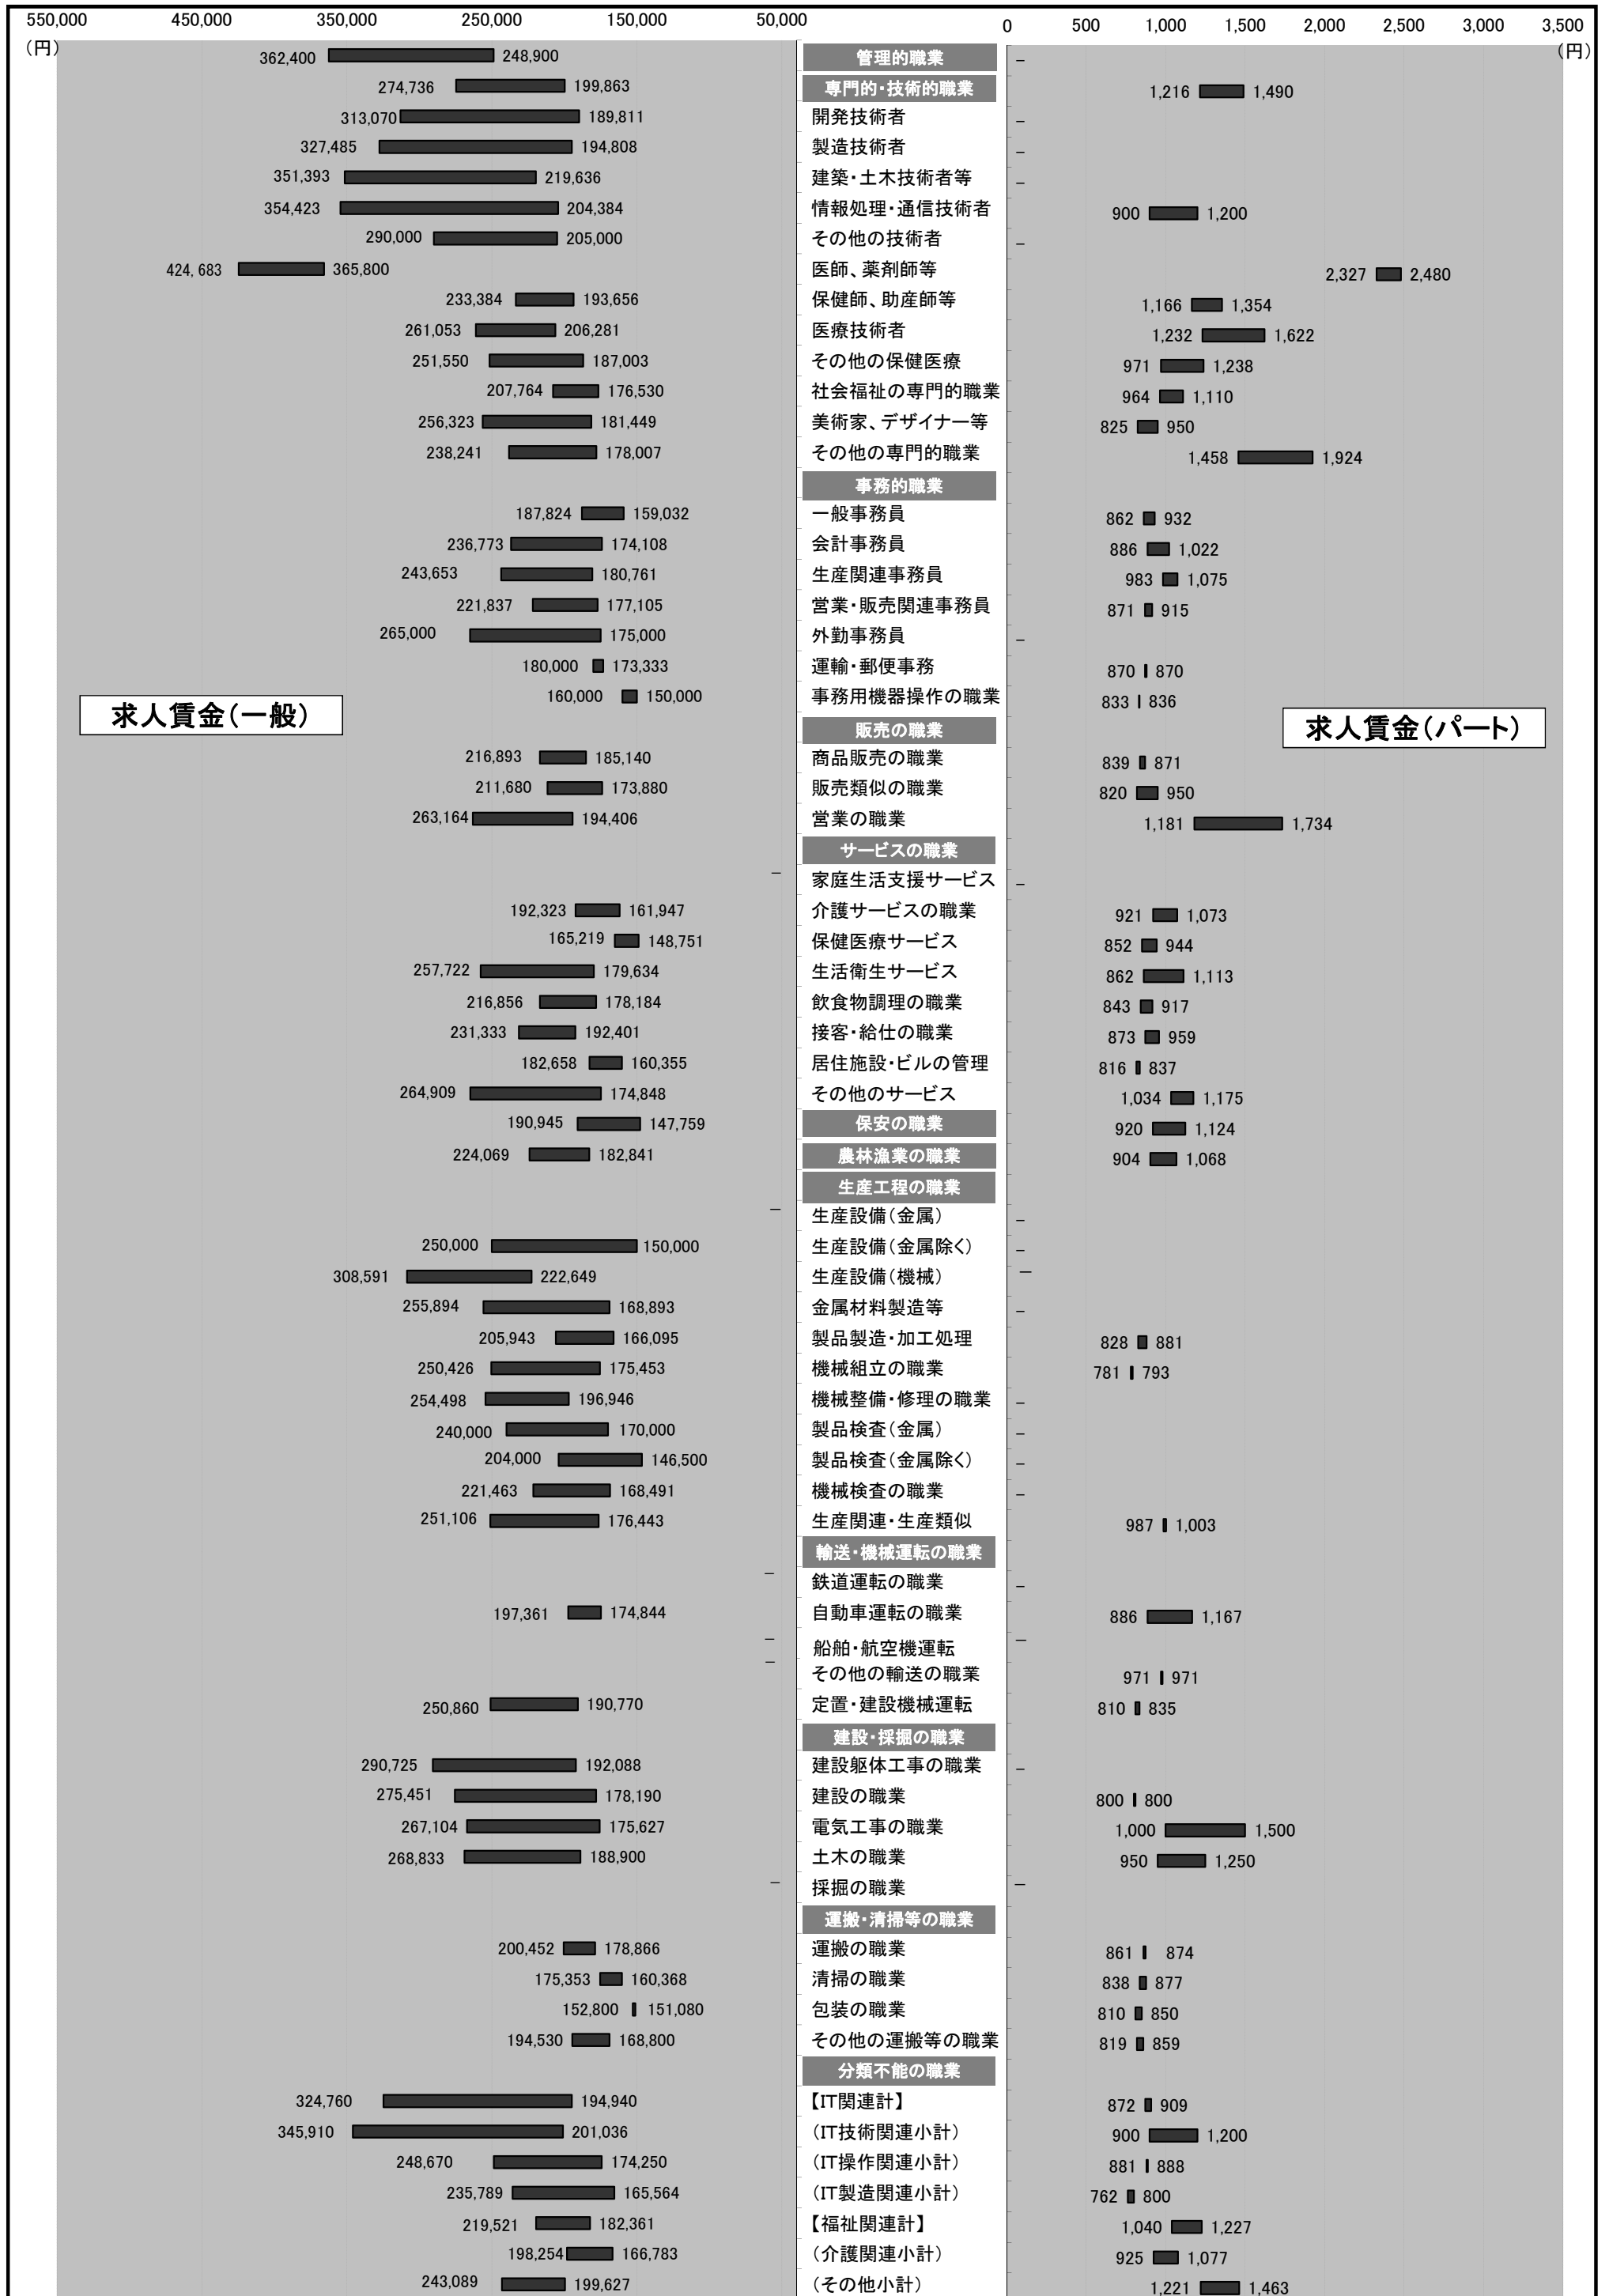 550,000 450,000 350,000 250,000 150,000 50,000 0 500 1,000 1,500 2,000 2,500 3,000 3,500
(円) (円)
362,400 248,900 管理的職業 –
274,736 199,863 専門的・技術的職業 1,216 1,490
313,070 189,811 開発技術者 –
327,485 194,808 製造技術者 –
351,393 219,636 建築・土木技術者等 –
354,423 204,384 情報処理・通信技術者 900 1,200
290,000 205,000 その他の技術者 –
424,683 365,800 医師、薬剤師等 2,327 2,480
233,384 193,656 保健師、助産師等 1,166 1,354
261,053 206,281 医療技術者 1,232 1,622
251,550 187,003 その他の保健医療 971 1,238
207,764 176,530 社会福祉の専門的職業 964 1,110
256,323 181,449 美術家、デザイナー等 825 950
238,241 178,007 その他の専門的職業 1,458 1,924
事務的職業
187,824 159,032 一般事務員 862 932
236,773 174,108 会計事務員 886 1,022
243,653 180,761 生産関連事務員 983 1,075
221,837 177,105 営業・販売関連事務員 871 915
265,000 175,000 外勤事務員 –
180,000 173,333 運輸・郵便事務 870 870
160,000 150,000 事務用機器操作の職業 833 836
求人賃金(一般) 販売の職業 求人賃金(パート)
216,893 185,140 商品販売の職業 839 871
211,680 173,880 販売類似の職業 820 950
263,164 194,406 営業の職業 1,181 1,734
サービスの職業
– 家庭生活支援サービス –
192,323 161,947 介護サービスの職業 921 1,073
165,219 148,751 保健医療サービス 852 944
257,722 179,634 生活衛生サービス 862 1,113
216,856 178,184 飲食物調理の職業 843 917
231,333 192,401 接客・給仕の職業 873 959
182,658 160,355 居住施設・ビルの管理 816 837
264,909 174,848 その他のサービス 1,034 1,175
190,945 147,759 保安の職業 920 1,124
224,069 182,841 農林漁業の職業 904 1,068
生産工程の職業
– 生産設備(金属) –
250,000 150,000 生産設備(金属除く) –
308,591 222,649 生産設備(機械) –
255,894 168,893 金属材料製造等 –
205,943 166,095 製品製造・加工処理 828 881
250,426 175,453 機械組立の職業 781 793
254,498 196,946 機械整備・修理の職業 –
240,000 170,000 製品検査(金属) –
204,000 146,500 製品検査(金属除く) –
221,463 168,491 機械検査の職業 –
251,106 176,443 生産関連・生産類似 987 1,003
輸送・機械運転の職業
– 鉄道運転の職業 –
197,361 174,844 自動車運転の職業 886 1,167
– 船舶・航空機運転 –
– その他の輸送の職業 971 971
250,860 190,770 定置・建設機械運転 810 835
建設・採掘の職業
290,725 192,088 建設躯体工事の職業 –
275,451 178,190 建設の職業 800 800
267,104 175,627 電気工事の職業 1,000 1,500
268,833 188,900 土木の職業 950 1,250
– 採掘の職業 –
運搬・清掃等の職業
200,452 178,866 運搬の職業 861 874
175,353 160,368 清掃の職業 838 877
152,800 151,080 包装の職業 810 850
194,530 168,800 その他の運搬等の職業 819 859
分類不能の職業
324,760 194,940 【IT関連計】 872 909
345,910 201,036 (IT技術関連小計) 900 1,200
248,670 174,250 (IT操作関連小計) 881 888
235,789 165,564 (IT製造関連小計) 762 800
219,521 182,361 【福祉関連計】 1,040 1,227
198,254 166,783 (介護関連小計) 925 1,077
243,089 199,627 (その他小計) 1,221 1,463